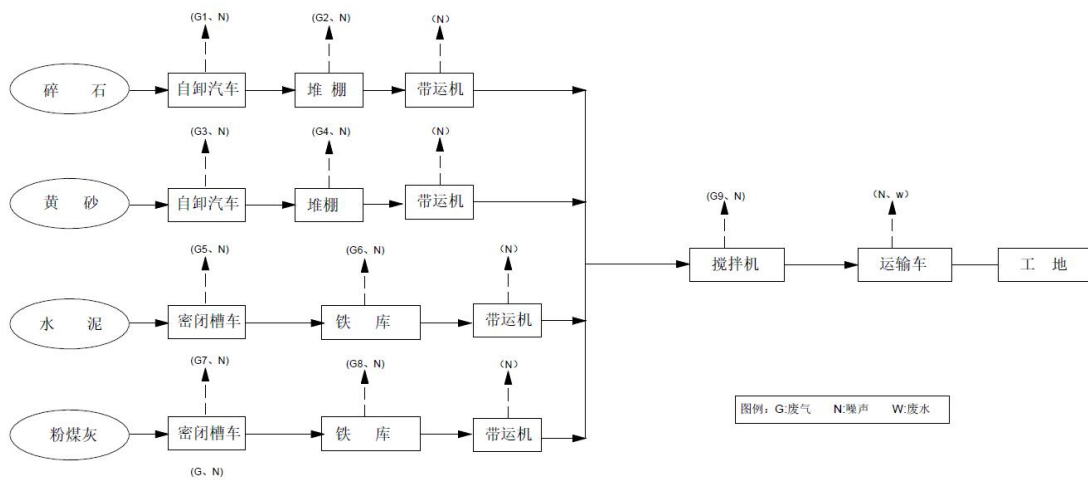 (G1、N) (G2、N) （N）
碎 石 自卸汽车 堆 棚 带运机
(G3、N) (G4、N) （N）
黄 砂 自卸汽车 堆棚 带运机
(G9、N) （N、w）
搅拌机 运输车 工 地
(G5、N) (G6、N) （N）
水 泥 密闭槽车 铁 库 带运机
(G7、N) (G8、N) （N）
图例：G:废气 N:噪声 W:废水
粉煤灰 密闭槽车 铁 库 带运机
(G、N)